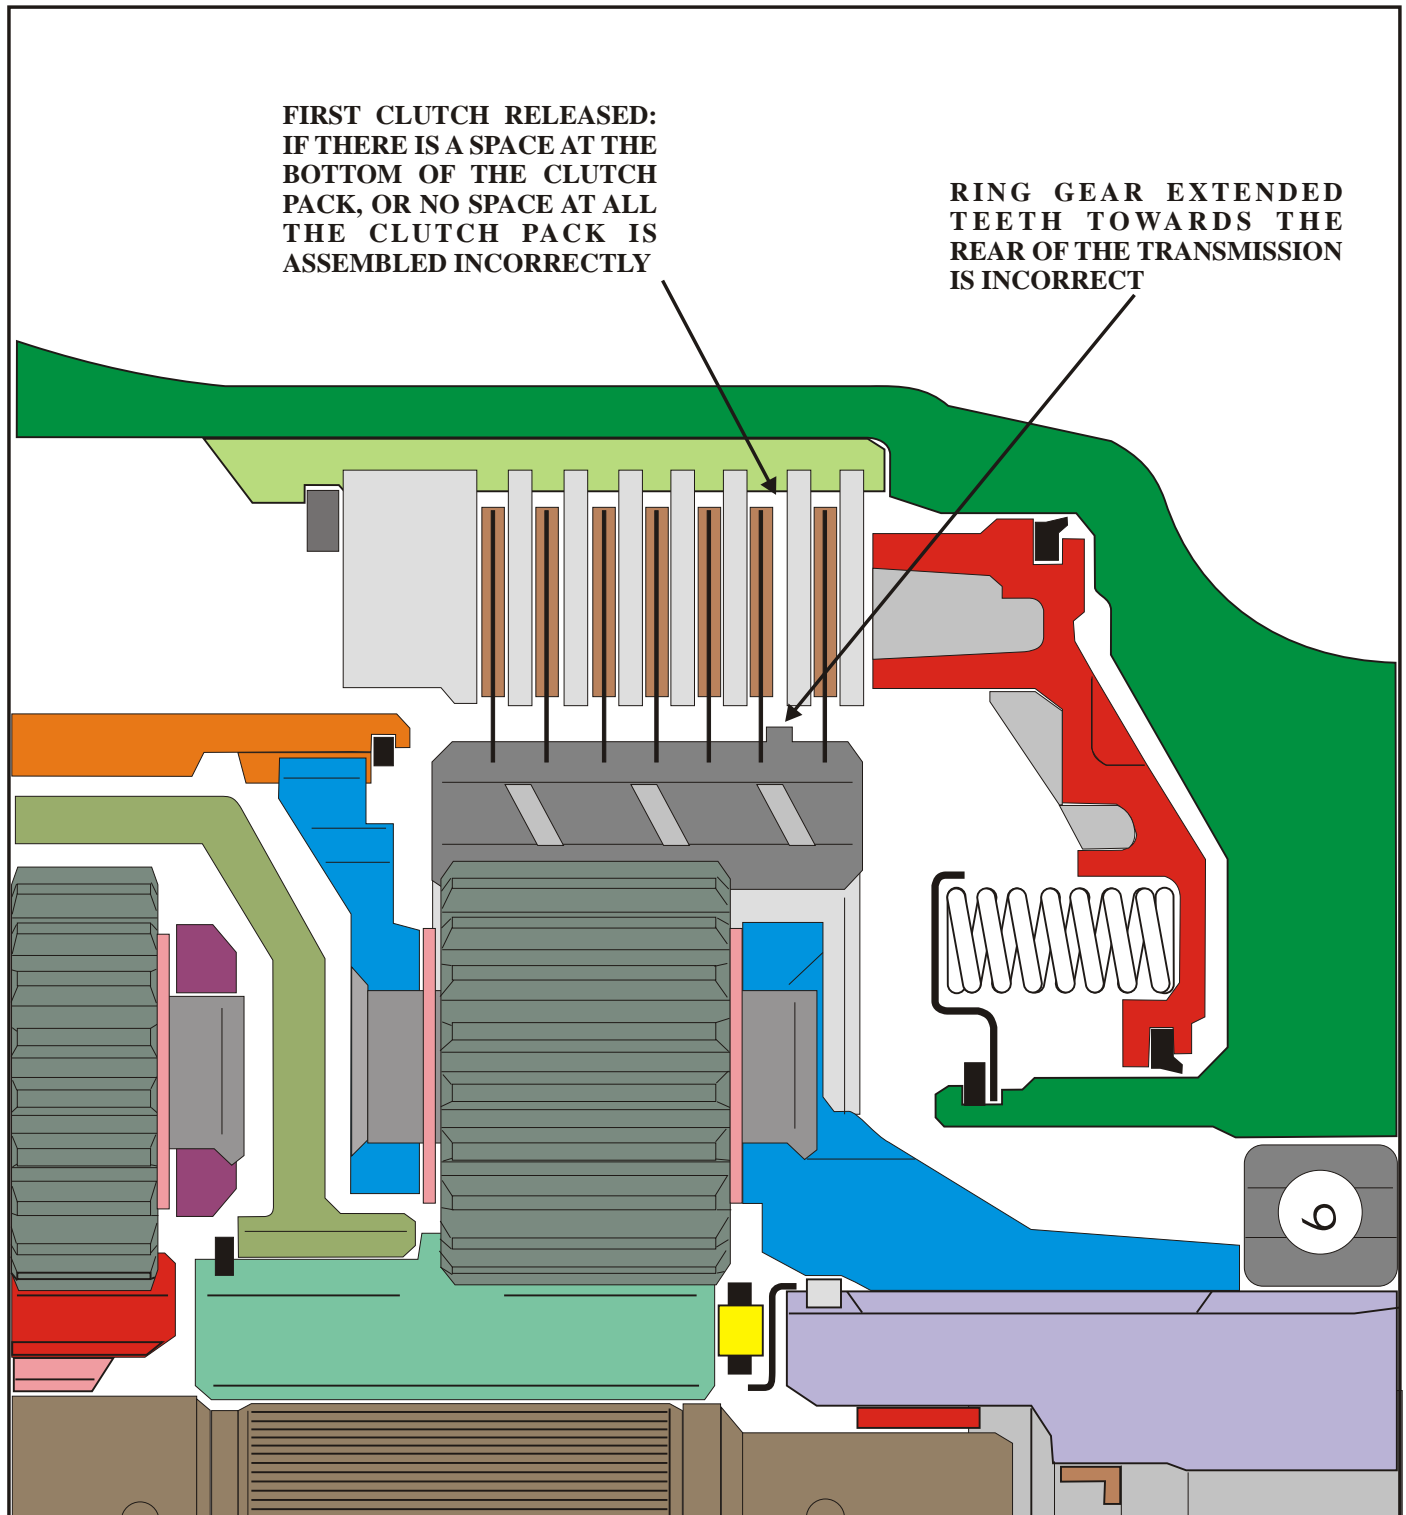 FIRST CLUTCH RELEASED:
IF THERE IS A SPACE AT THE
BOTTOM OF THE CLUTCH
PACK, OR NO SPACE AT ALL
THE CLUTCH PACK IS
ASSEMBLED INCORRECTLY
RING GEAR EXTENDED
TEETH TOWARDS THE
REAR OF THE TRANSMISSION
IS INCORRECT
6